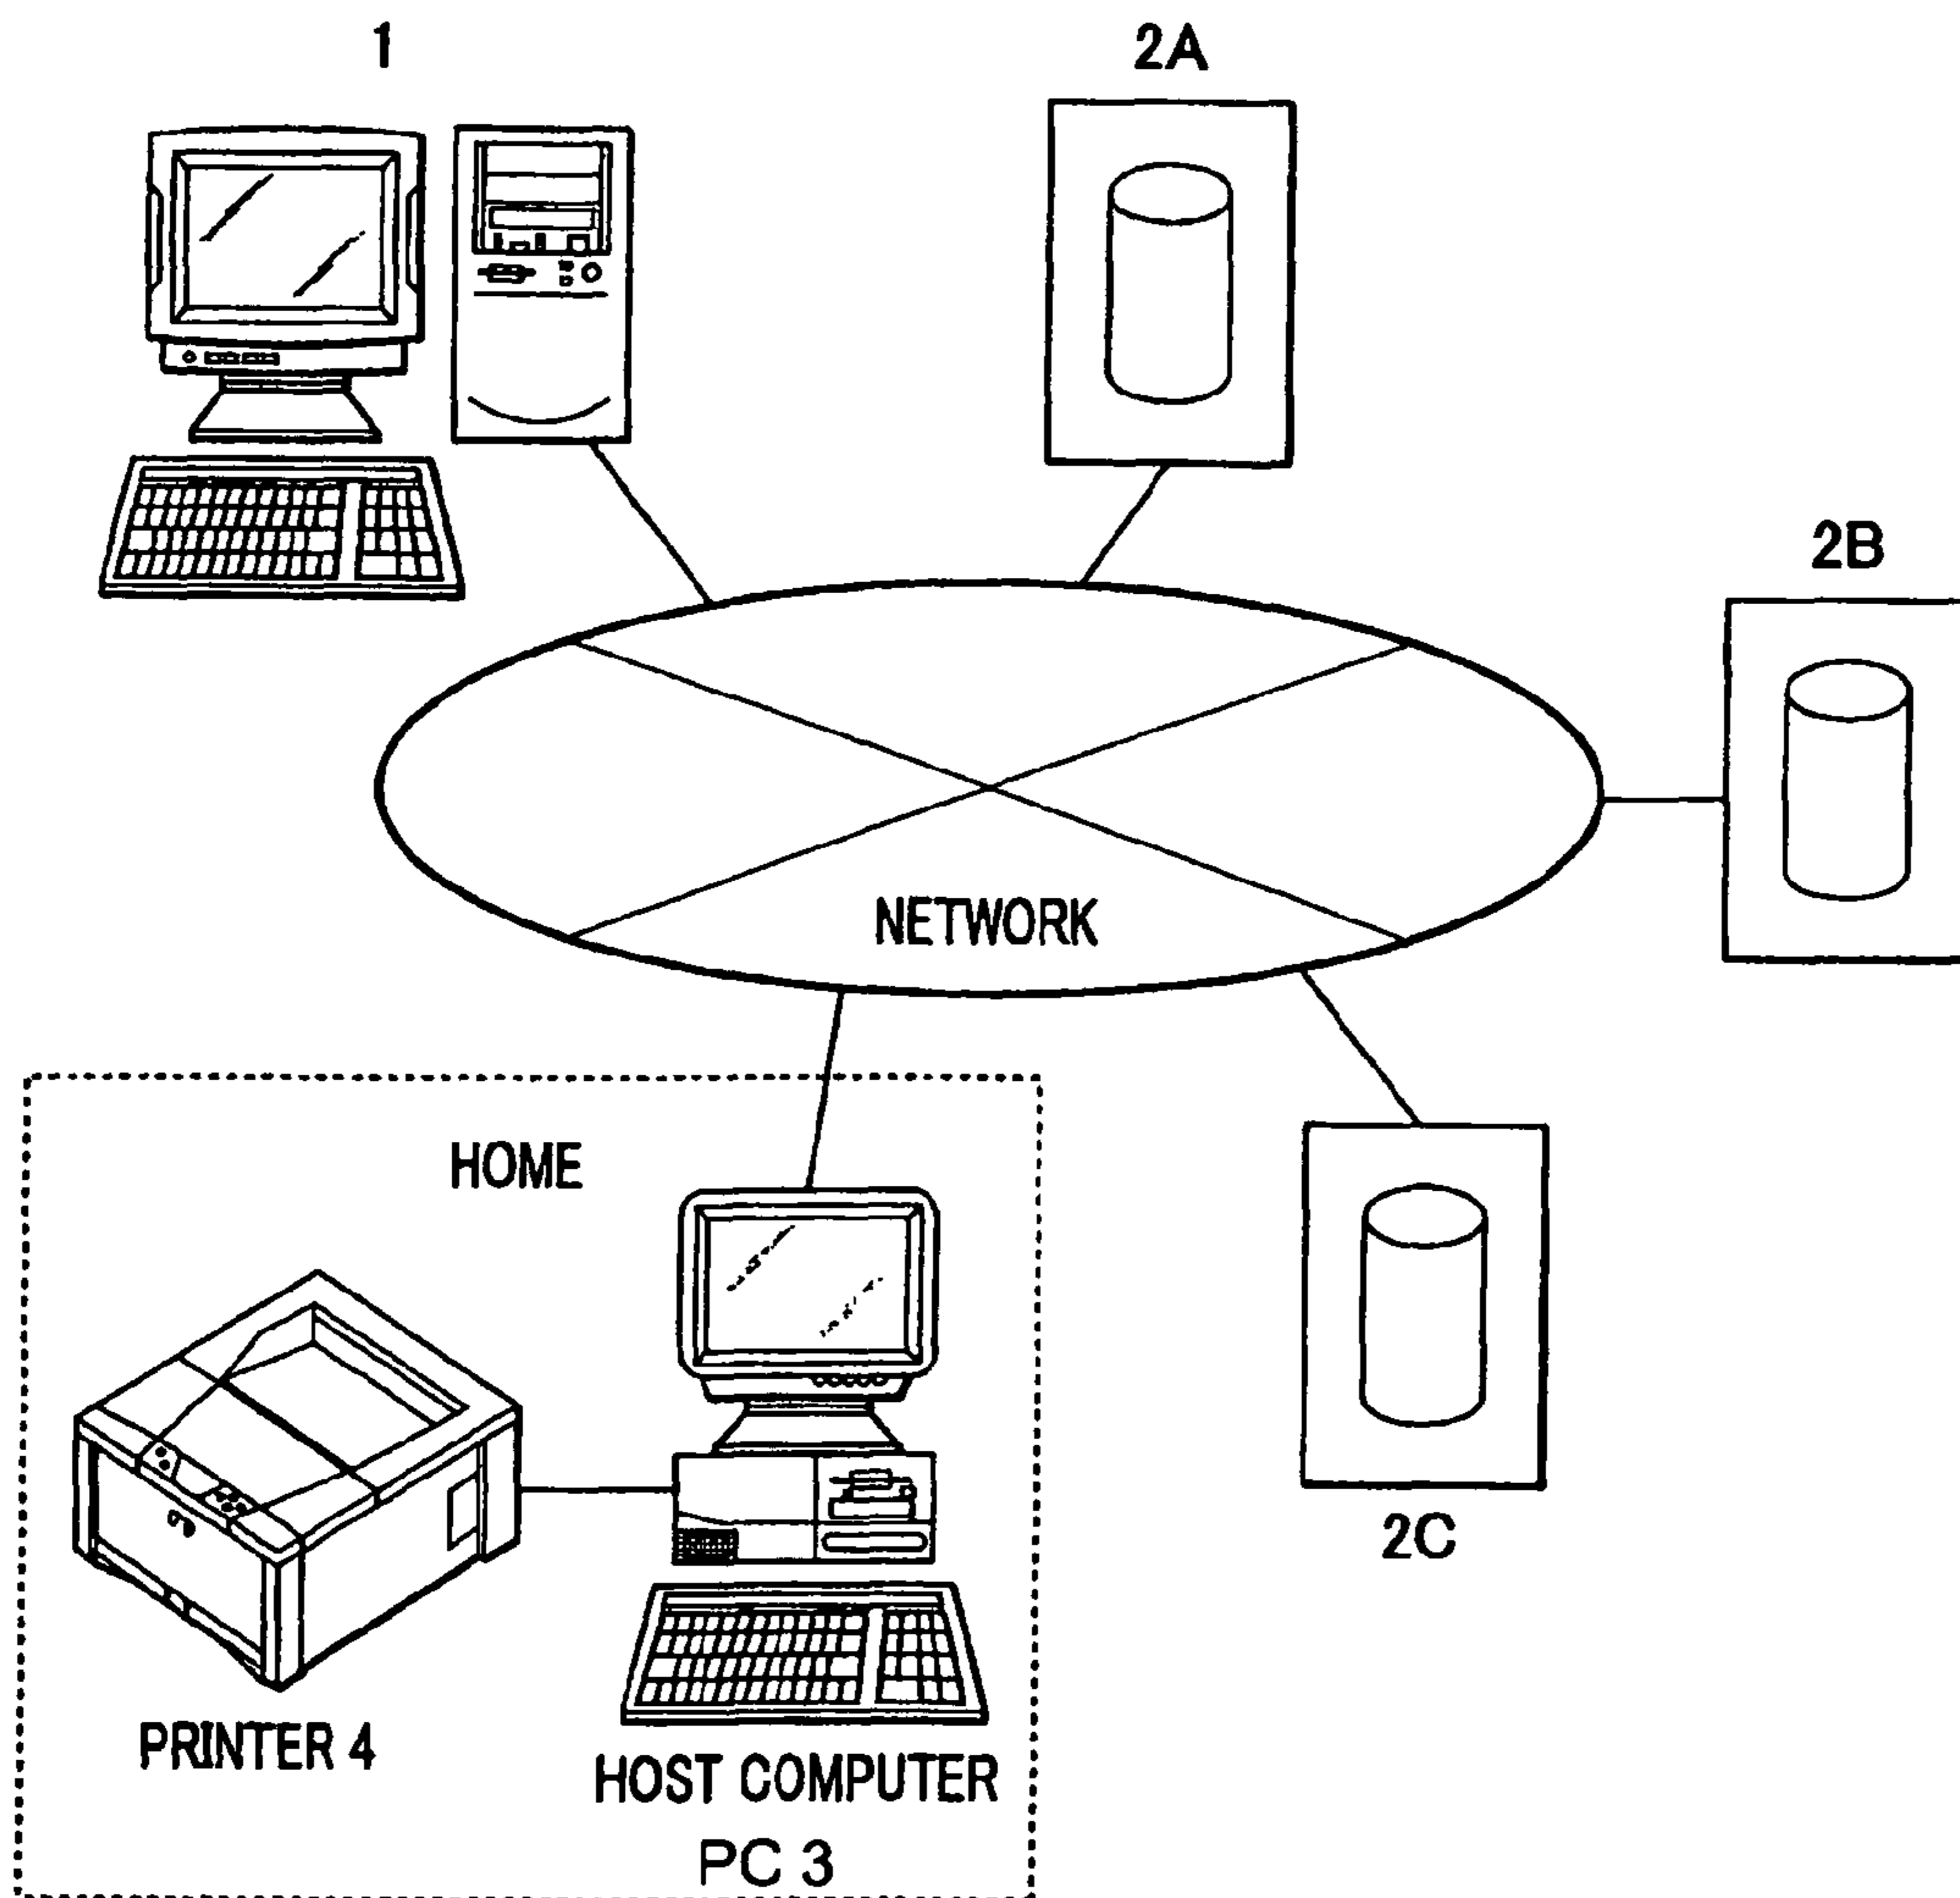 1
2A
2B
NETWORK
HOME
2C
PRINTER 4
HOST COMPUTER
PC 3